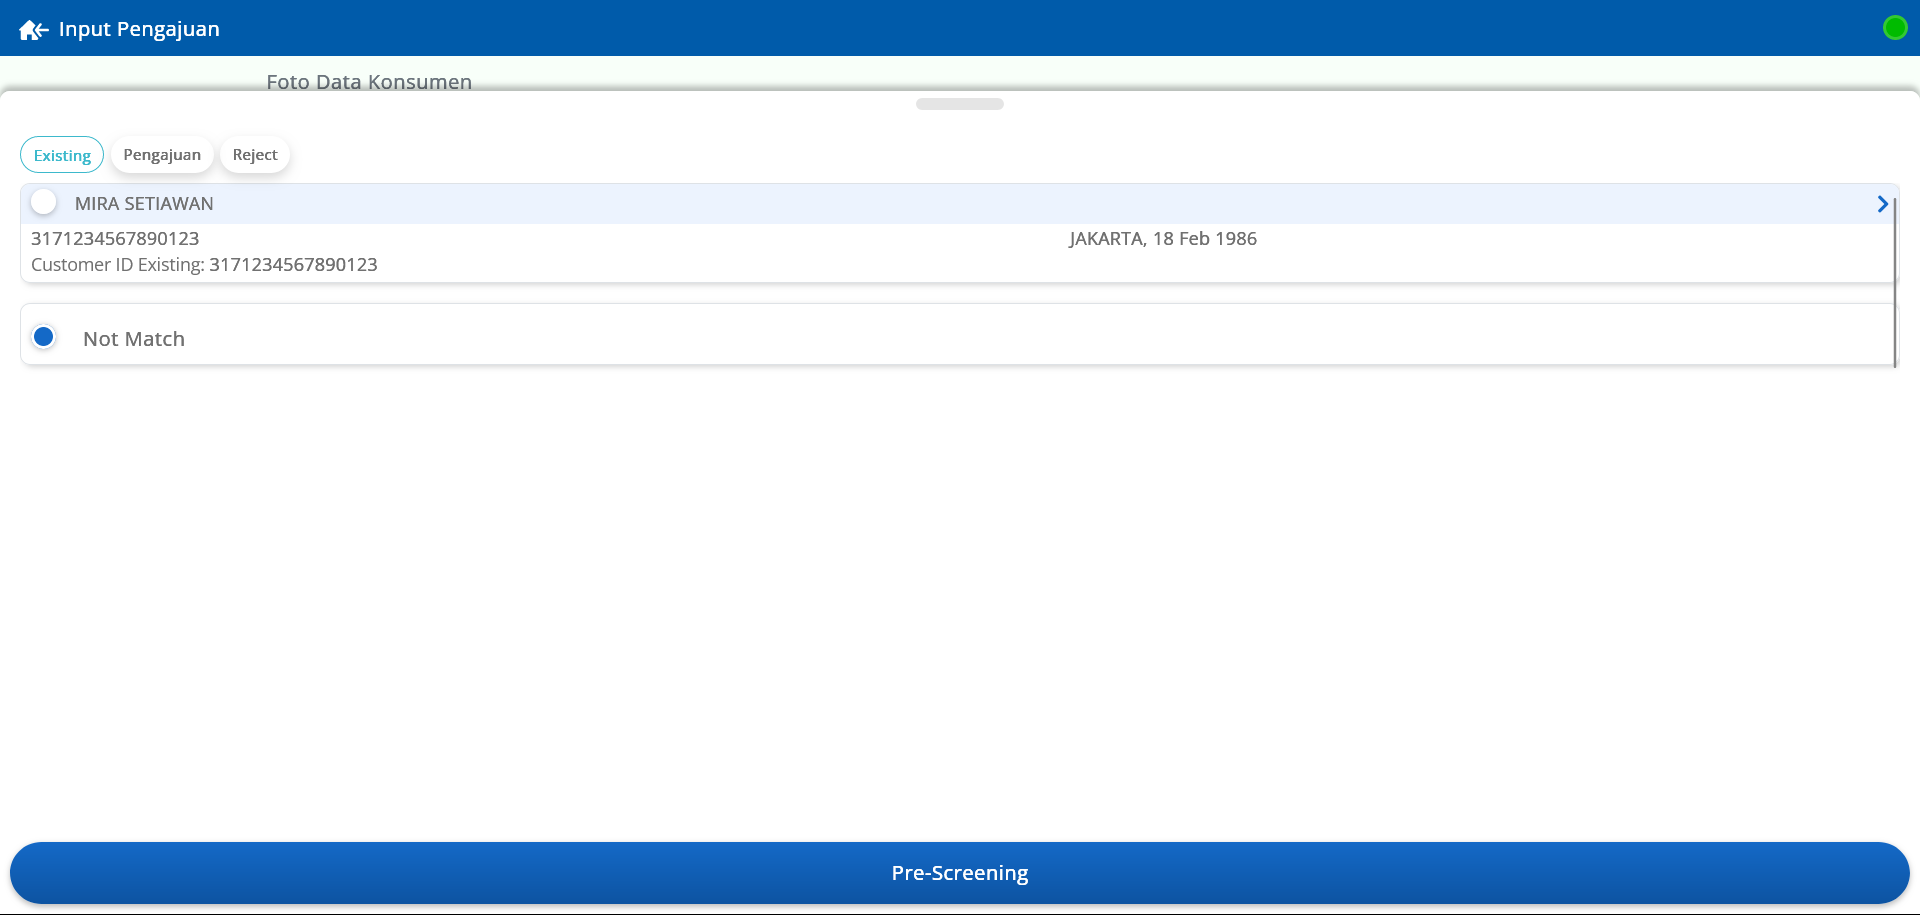 Input Pengajuan
Foto Data Konsumen
Existing Pengajuan Reject
MIRA SETIAWAN
3171234567890123 JAKARTA, 18 Feb 1986
Customer ID Existing: 3171234567890123
Not Match
Pre-Screening